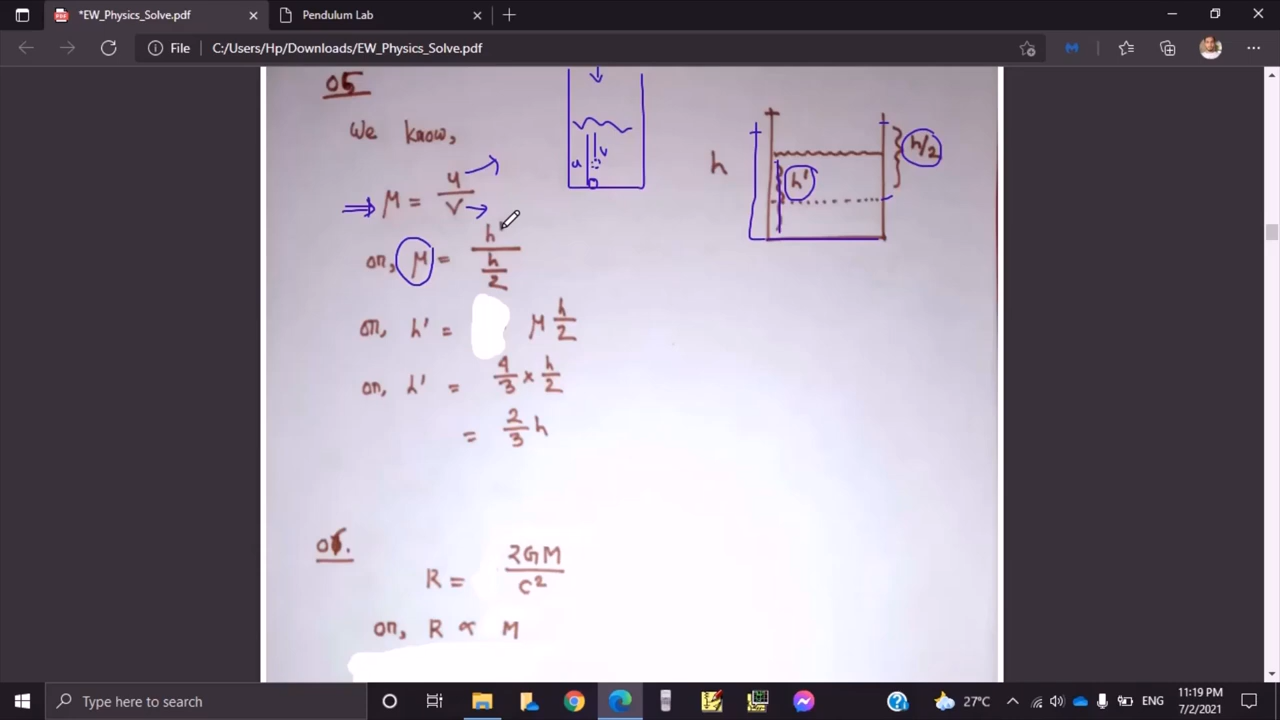 *EW_Physics_Solve.pdf
Pendulum Lab
File C:/Users/Hp/Downloads/EW_Physics_Solve.pdf
05
We know,
μ = u/v
or, μ = h/(h/2)
or, h' = μ h/2
or, h' = 4/3 × h/2
= 2/3 h
u
v
h
h'
h/2
06.
R = 2GM/c²
or, R ∝ M
Type here to search
27°C
ENG
11:19 PM
7/2/2021